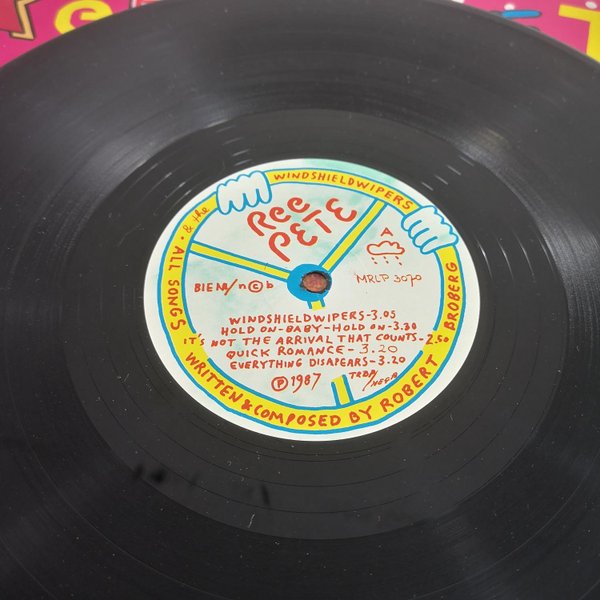 & the WINDSHIELDWIPERS
Ree
PETE
A
BIEM/n©b
MRLP 3070
WINDSHIELDWIPERS-3.05
HOLD ON-BABY-HOLD ON-3.30
IT'S NOT THE ARRIVAL THAT COUNTS-2.50
QUICK ROMANCE-3.20
EVERYTHING DISAPEARS-3.20
℗ 1987
• ALL SONGS WRITTEN & COMPOSED BY ROBERT BROBERG